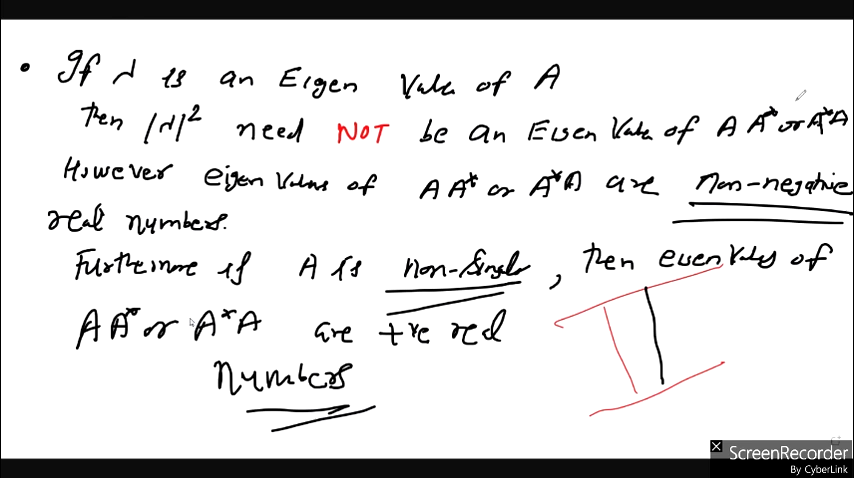 • If λ is an Eigen Value of A
then |λ|² need NOT be an Eigen Value of A A* or A*A
However eigen Values of AA* or A*A are non-negative
real numbers.
Furthermore if A is non-singular, then eigen Values of
AA* or A*A are +ve real
numbers
ScreenRecorder
By CyberLink